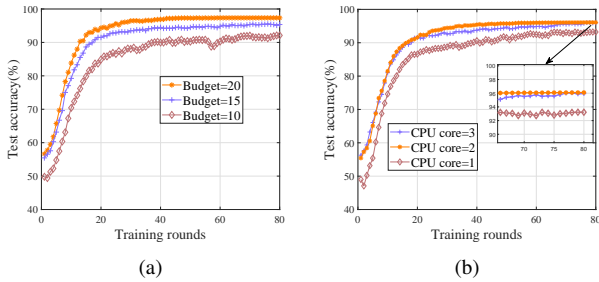 100
90
80
70
60
50
40
0
20
40
60
80
Test accuracy(%)
Training rounds
Budget=20
Budget=15
Budget=10
(a)
100
90
80
70
60
50
40
0
20
40
60
80
Test accuracy(%)
Training rounds
98
96
94
92
90
70
75
80
CPU core=3
CPU core=2
CPU core=1
(b)